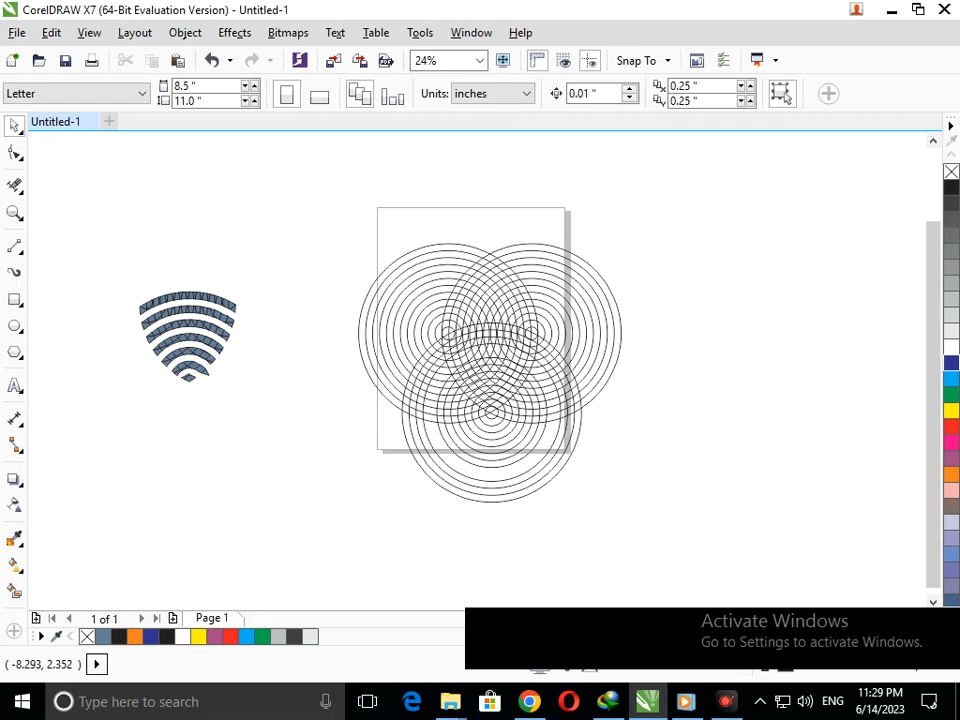 CorelDRAW X7 (64-Bit Evaluation Version) - Untitled-1
File Edit View Layout Object Effects Bitmaps Text Table Tools Window Help
24% Snap To
Letter 8.5 " 11.0 " Units: inches 0.01 " 0.25 " 0.25 "
Untitled-1
1 of 1 Page 1
Activate Windows
Go to Settings to activate Windows.
( -8.293, 2.352 )
Type here to search
ENG
11:29 PM
6/14/2023